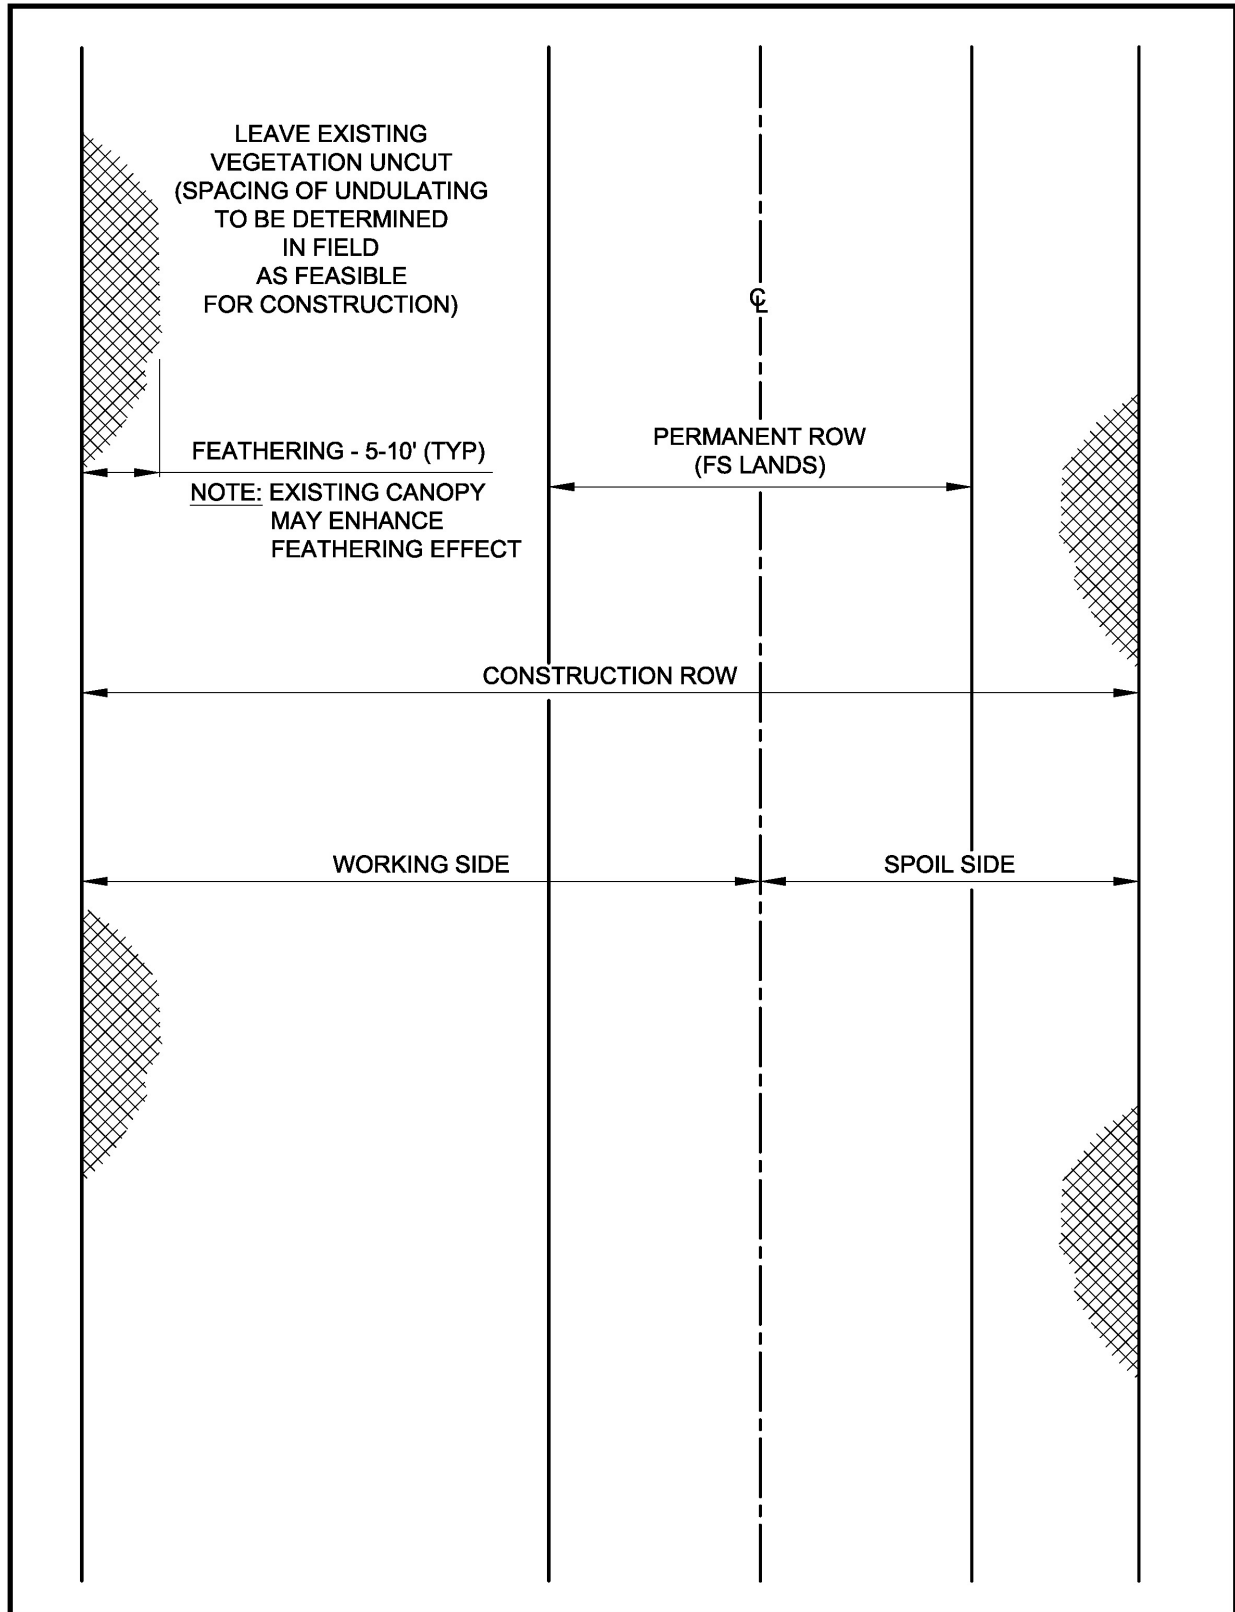 LEAVE EXISTING
VEGETATION UNCUT
(SPACING OF UNDULATING
TO BE DETERMINED
IN FIELD
AS FEASIBLE
FOR CONSTRUCTION)
℄
FEATHERING - 5-10' (TYP)
NOTE: EXISTING CANOPY
MAY ENHANCE
FEATHERING EFFECT
PERMANENT ROW
(FS LANDS)
CONSTRUCTION ROW
WORKING SIDE
SPOIL SIDE